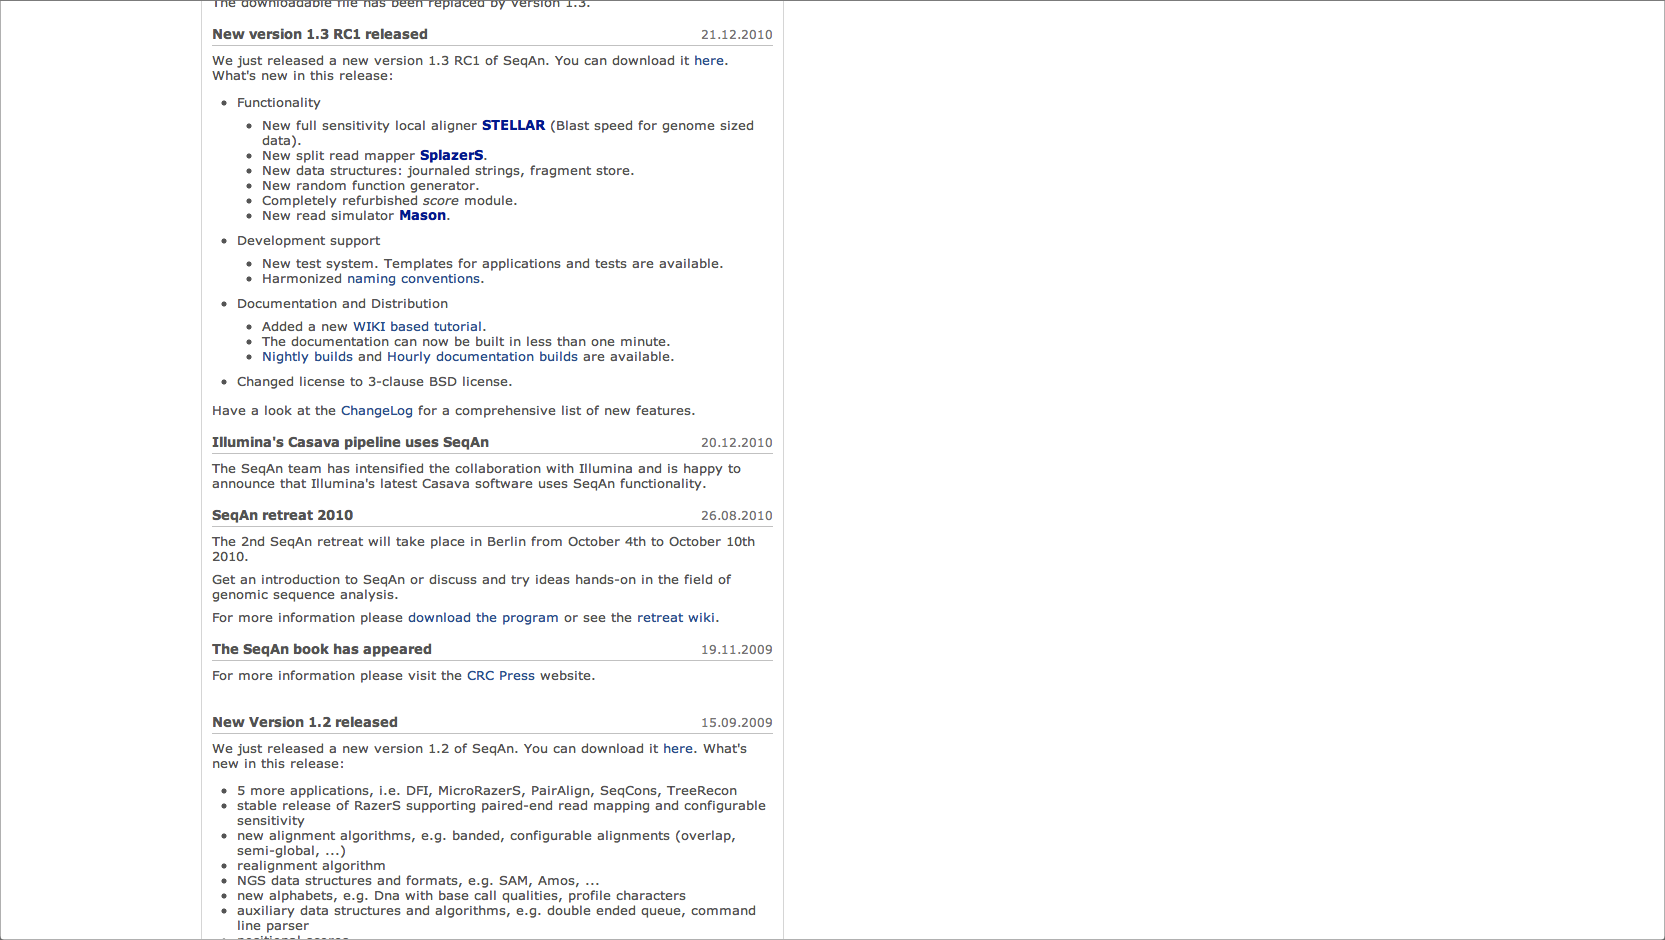 The downloadable file has been replaced by version 1.3.
New version 1.3 RC1 released 21.12.2010
We just released a new version 1.3 RC1 of SeqAn. You can download it here.
What's new in this release:
• Functionality
• New full sensitivity local aligner STELLAR (Blast speed for genome sized
data).
• New split read mapper SplazerS.
• New data structures: journaled strings, fragment store.
• New random function generator.
• Completely refurbished score module.
• New read simulator Mason.
• Development support
• New test system. Templates for applications and tests are available.
• Harmonized naming conventions.
• Documentation and Distribution
• Added a new WIKI based tutorial.
• The documentation can now be built in less than one minute.
• Nightly builds and Hourly documentation builds are available.
• Changed license to 3-clause BSD license.
Have a look at the ChangeLog for a comprehensive list of new features.
Illumina's Casava pipeline uses SeqAn 20.12.2010
The SeqAn team has intensified the collaboration with Illumina and is happy to
announce that Illumina's latest Casava software uses SeqAn functionality.
SeqAn retreat 2010 26.08.2010
The 2nd SeqAn retreat will take place in Berlin from October 4th to October 10th
2010.
Get an introduction to SeqAn or discuss and try ideas hands-on in the field of
genomic sequence analysis.
For more information please download the program or see the retreat wiki.
The SeqAn book has appeared 19.11.2009
For more information please visit the CRC Press website.
New Version 1.2 released 15.09.2009
We just released a new version 1.2 of SeqAn. You can download it here. What's
new in this release:
• 5 more applications, i.e. DFI, MicroRazerS, PairAlign, SeqCons, TreeRecon
• stable release of RazerS supporting paired-end read mapping and configurable
sensitivity
• new alignment algorithms, e.g. banded, configurable alignments (overlap,
semi-global, ...)
• realignment algorithm
• NGS data structures and formats, e.g. SAM, Amos, ...
• new alphabets, e.g. Dna with base call qualities, profile characters
• auxiliary data structures and algorithms, e.g. double ended queue, command
line parser